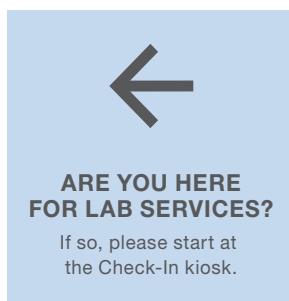 ARE YOU HERE
FOR LAB SERVICES?
If so, please start at
the Check-In kiosk.